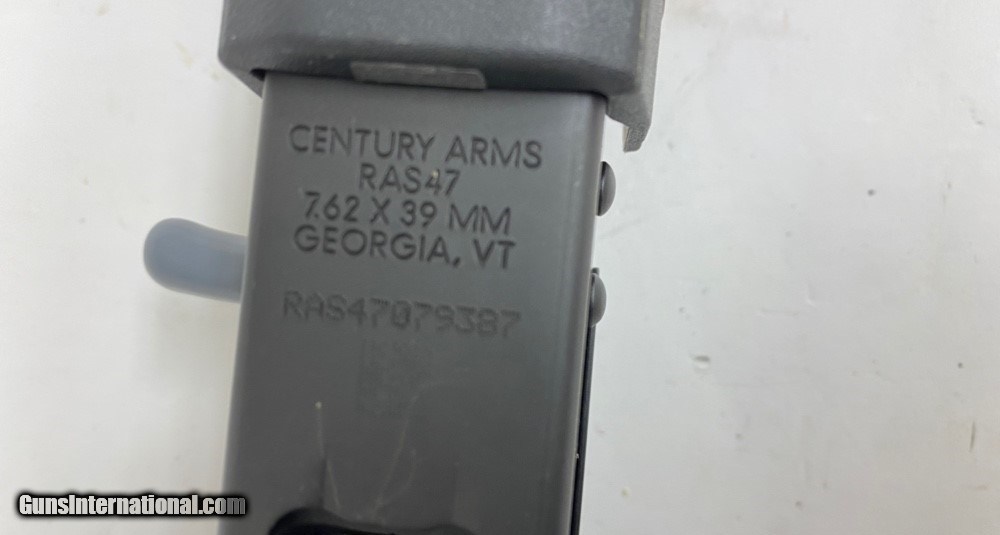 CENTURY ARMS
RAS47
7.62 X 39 MM
GEORGIA, VT
RAS47079387
GunsInternational.com